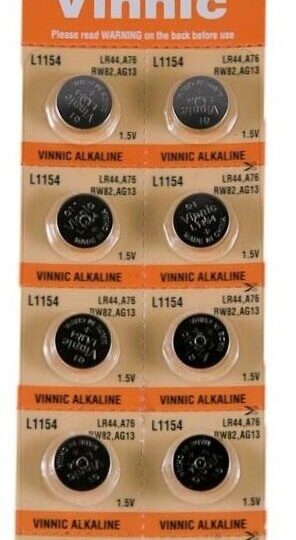 Vinnic
Please read WARNING on the back before use
L1154 LR44,A76 L1154 LR44,A76
RW82,AG13 RW82,AG13
1.5V 1.5V
VINNIC ALKALINE VINNIC ALKALINE
L1154 LR44,A76 L1154 LR44,A76
RW82,AG13 RW82,AG13
Vinnic
L1154
1.5V 1.5V
VINNIC ALKALINE VINNIC ALKALINE
L1154 LR44,A76 L1154 LR44,A76
RW82,AG13 RW82,AG13
1.5V 1.5V
VINNIC ALKALINE VINNIC ALKALINE
L1154 LR44,A76 L1154 LR44,A76
RW82,AG13 RW82,AG13
1.5V 1.5V
VINNIC ALKALINE VINNIC ALKALINE